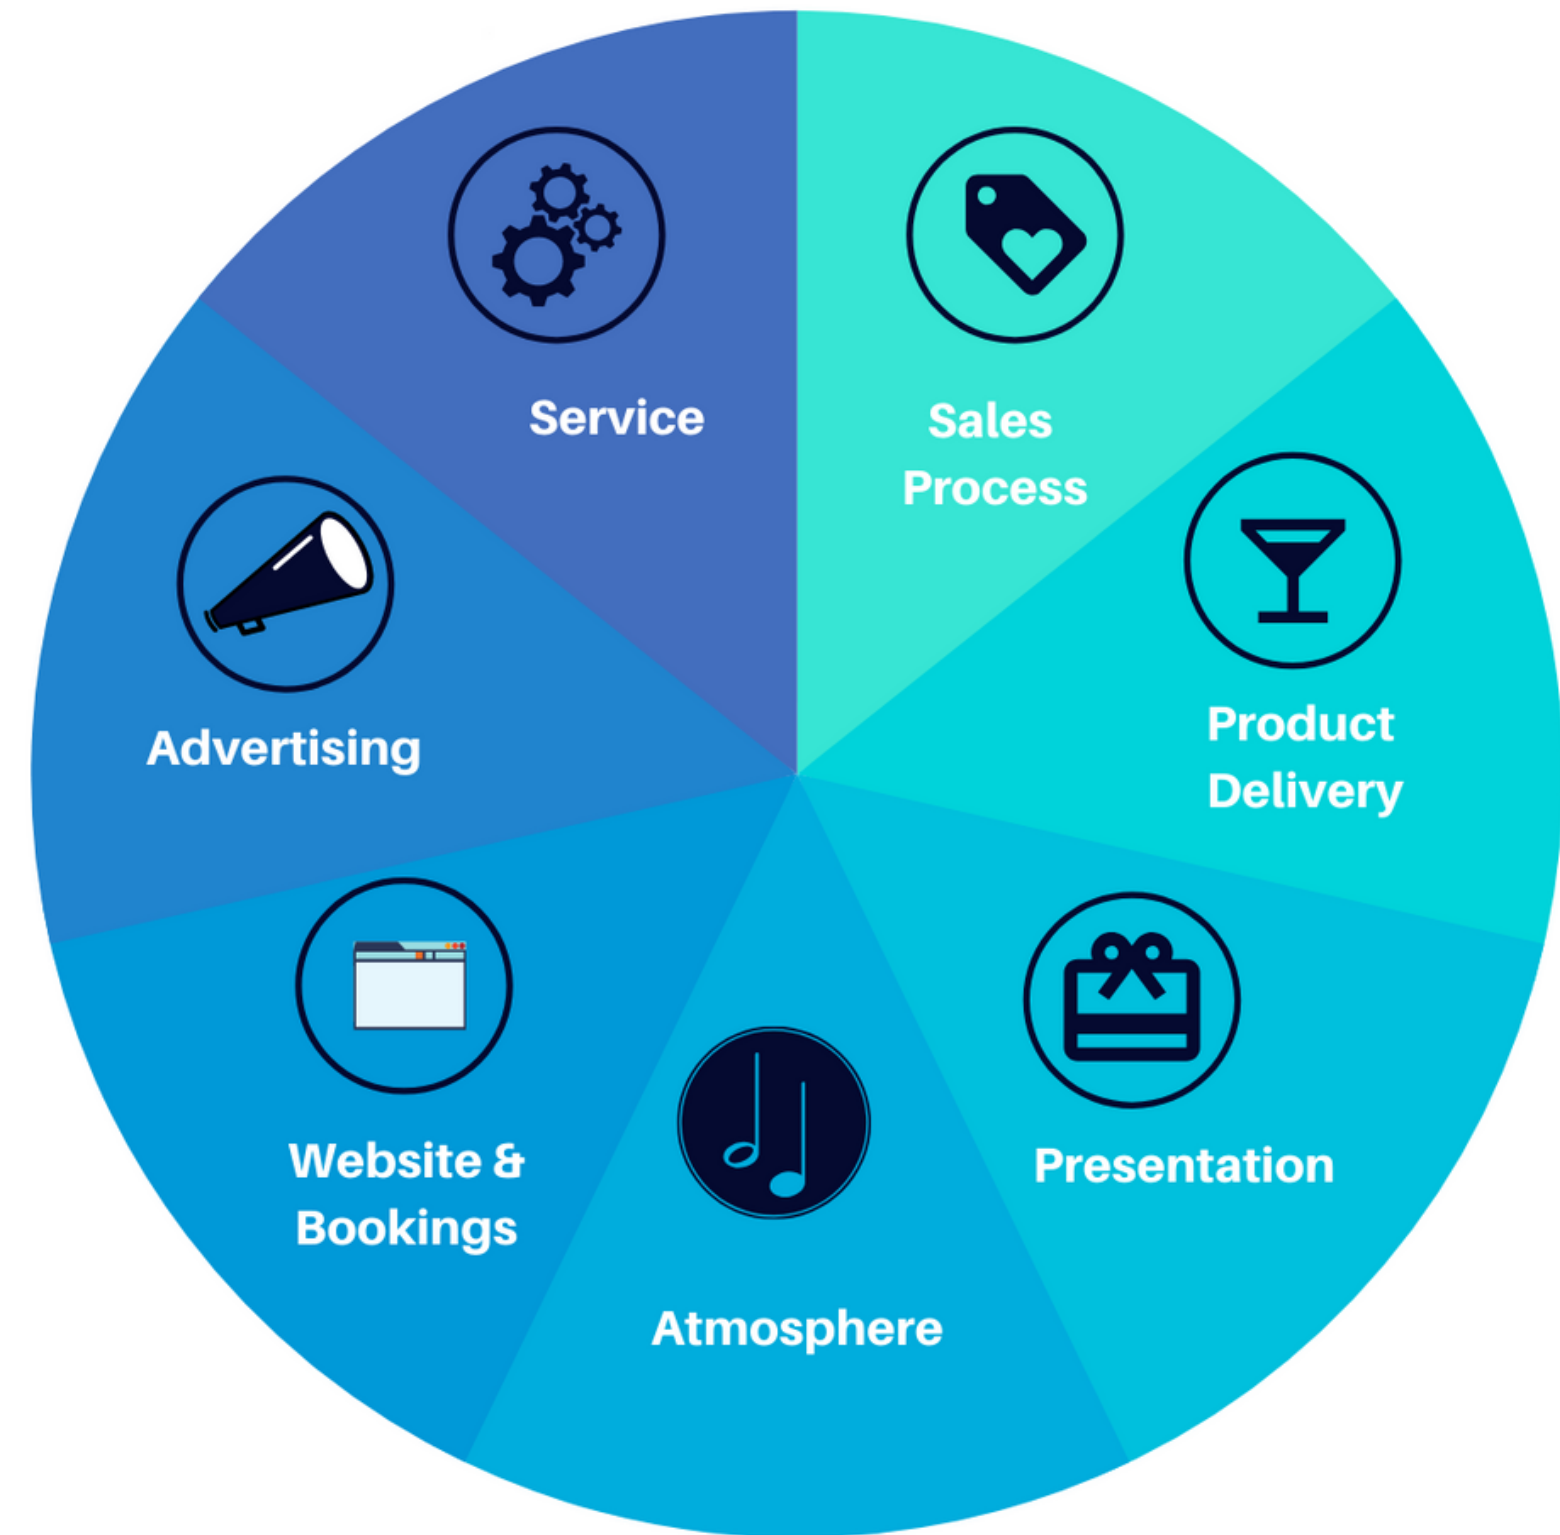 Service
Sales
Process
Advertising
Product
Delivery
Website &
Bookings
Presentation
Atmosphere